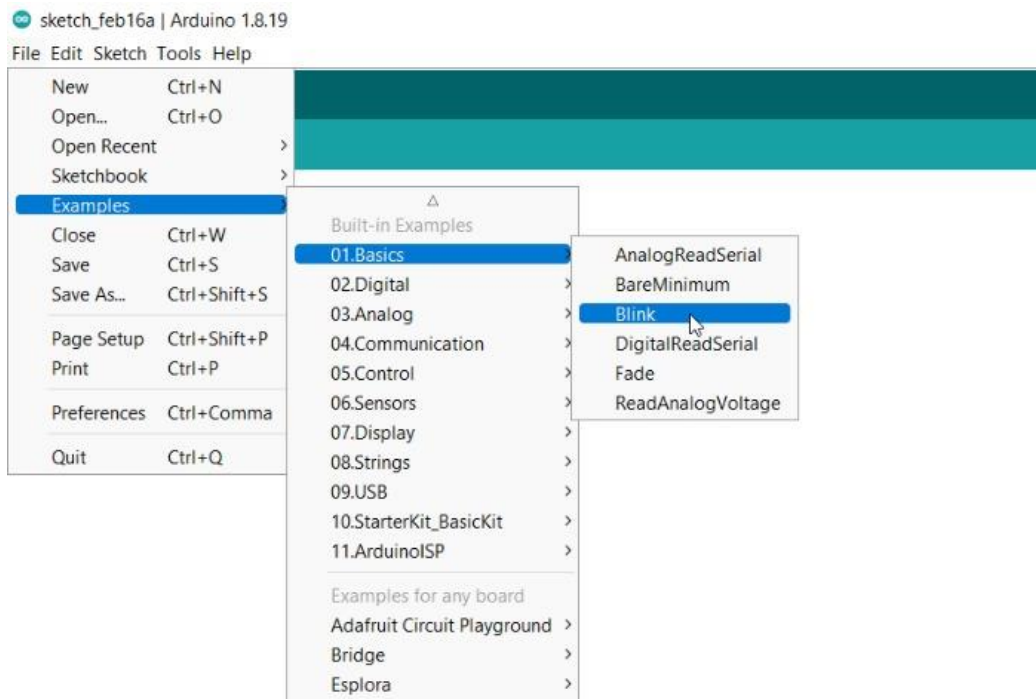 sketch_feb16a | Arduino 1.8.19
File Edit Sketch Tools Help
New Ctrl+N
Open... Ctrl+O
Open Recent
Sketchbook
Examples
Close Ctrl+W
Save Ctrl+S
Save As... Ctrl+Shift+S
Page Setup Ctrl+Shift+P
Print Ctrl+P
Preferences Ctrl+Comma
Quit Ctrl+Q
Built-in Examples
01.Basics
02.Digital
03.Analog
04.Communication
05.Control
06.Sensors
07.Display
08.Strings
09.USB
10.StarterKit_BasicKit
11.ArduinoISP
Examples for any board
Adafruit Circuit Playground
Bridge
Esplora
AnalogReadSerial
BareMinimum
Blink
DigitalReadSerial
Fade
ReadAnalogVoltage